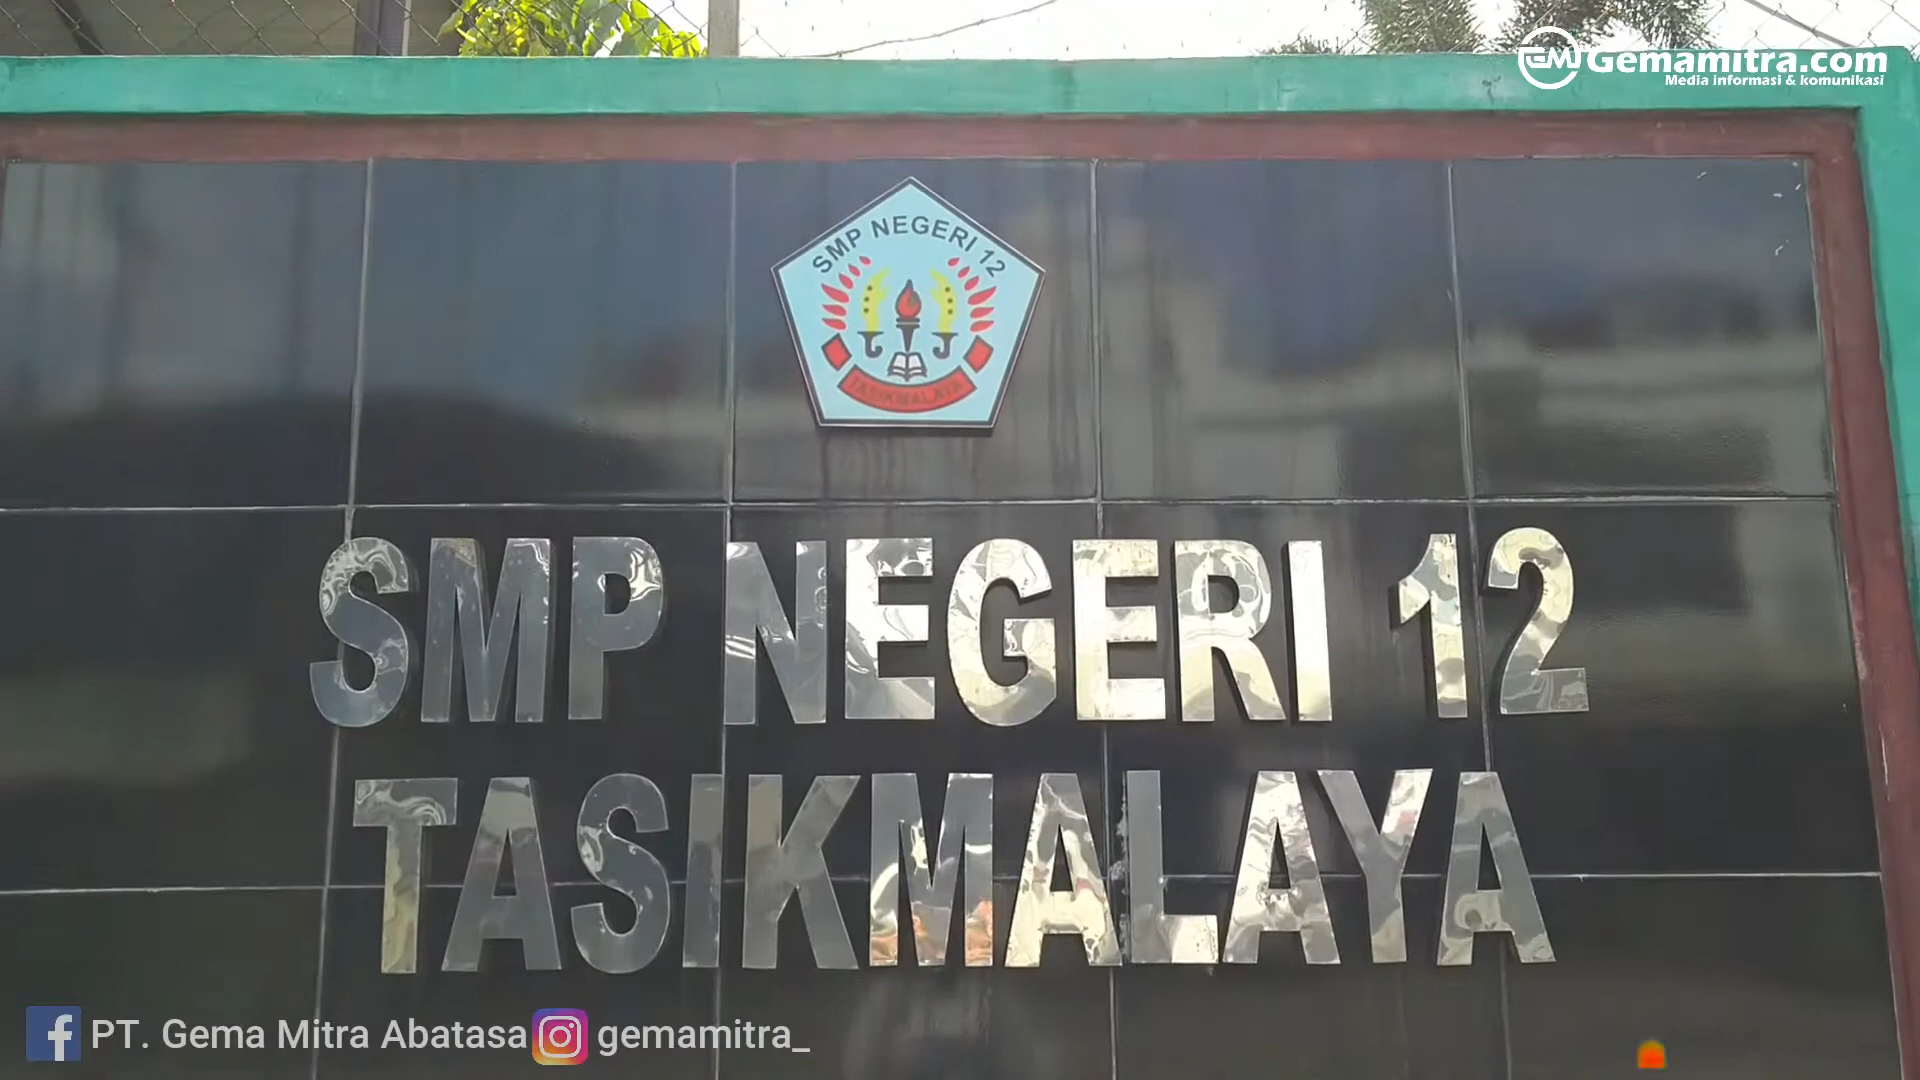 Gemamitra.com
Media informasi & komunikasi
SMP NEGERI 12
TASIKMALAYA
SMP NEGERI 12
TASIKMALAYA
PT. Gema Mitra Abatasa gemamitra_